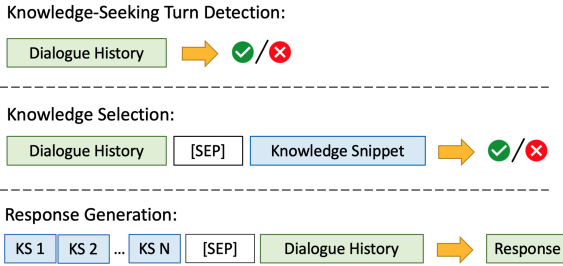 Knowledge-Seeking Turn Detection:
Dialogue History /
Knowledge Selection:
Dialogue History [SEP] Knowledge Snippet /
Response Generation:
KS 1 KS 2 ... KS N [SEP] Dialogue History Response